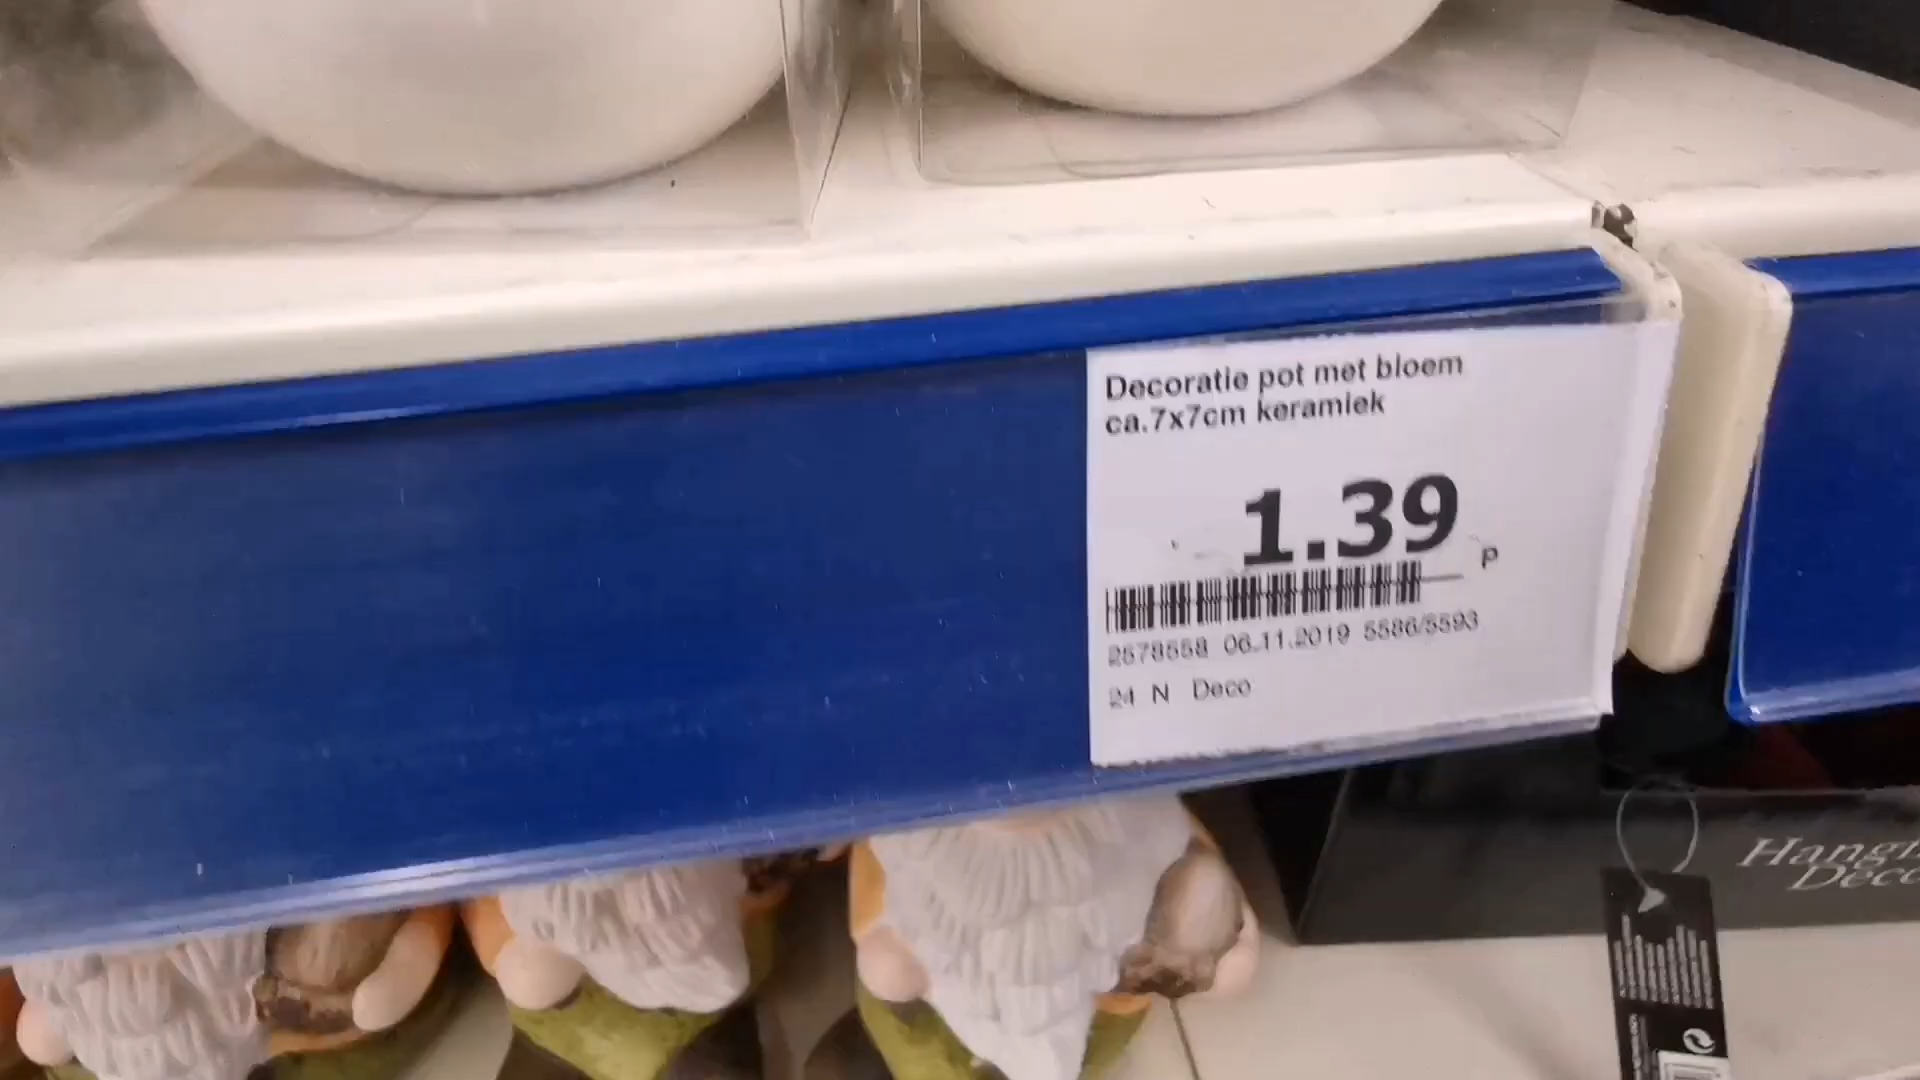 Decoratie pot met bloem
ca.7x7cm keramiek
1.39
p
2578558 06.11.2019 5586/5593
24 N Deco